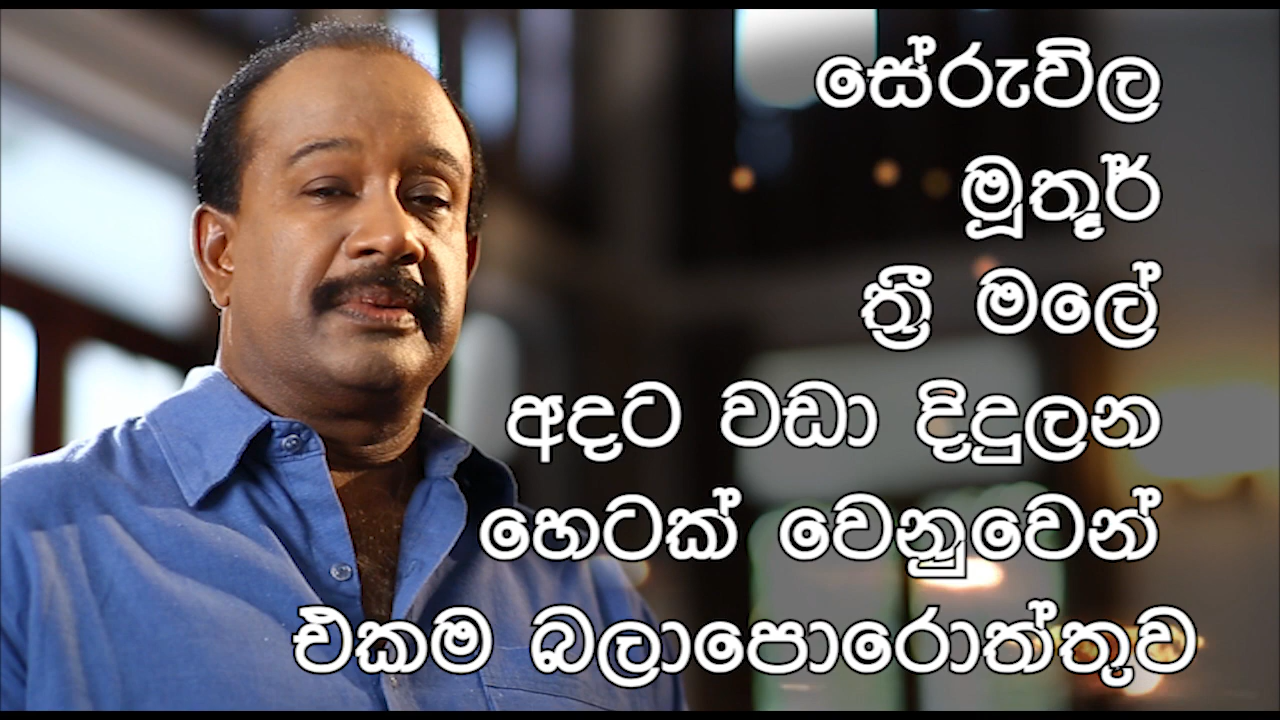 සේරුවිල
මූතූර්
ත්‍රී මලේ
අදට වඩා දිදුලන
හෙටක් වෙනුවෙන්
එකම බලාපොරොත්තුව